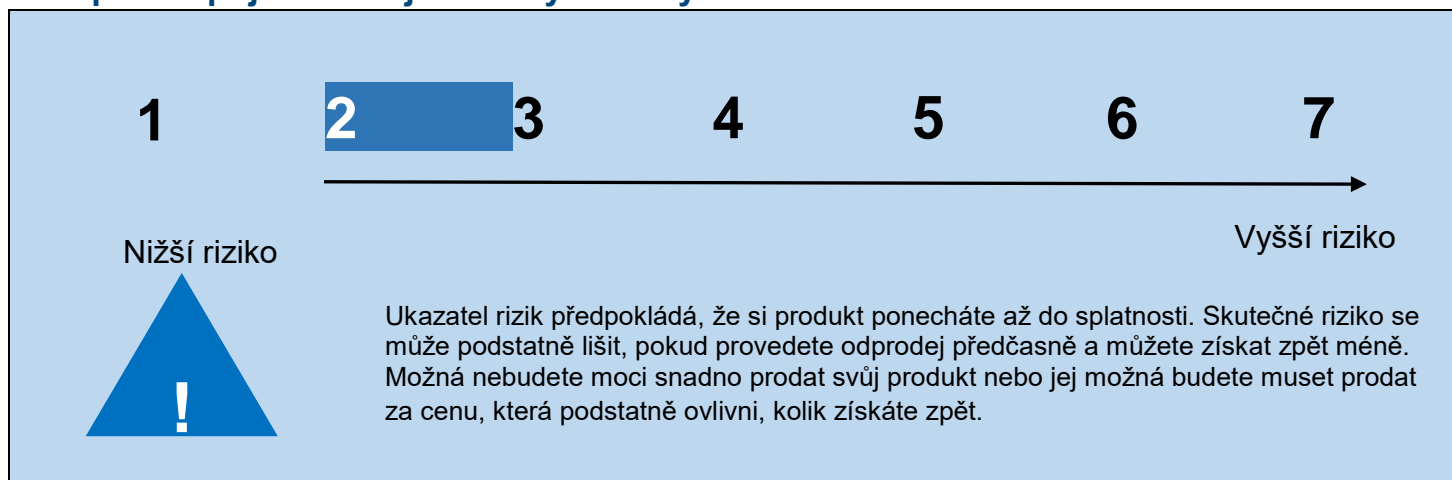 1 2 3 4 5 6 7
Nižší riziko
Vyšší riziko
!
Ukazatel rizik předpokládá, že si produkt ponecháte až do splatnosti. Skutečné riziko se
může podstatně lišit, pokud provedete odprodej předčasně a můžete získat zpět méně.
Možná nebudete moci snadno prodat svůj produkt nebo jej možná budete muset prodat
za cenu, která podstatně ovlivni, kolik získáte zpět.